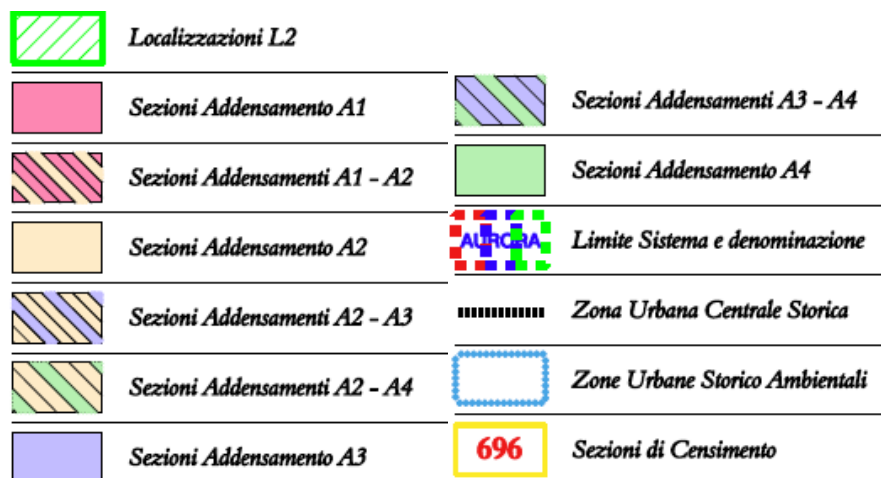 Localizzazioni L2
Sezioni Addensamento A1
Sezioni Addensamenti A1 - A2
Sezioni Addensamento A2
Sezioni Addensamenti A2 - A3
Sezioni Addensamenti A2 - A4
Sezioni Addensamento A3
Sezioni Addensamenti A3 - A4
Sezioni Addensamento A4
AURORA Limite Sistema e denominazione
Zona Urbana Centrale Storica
Zone Urbane Storico Ambientali
696 Sezioni di Censimento